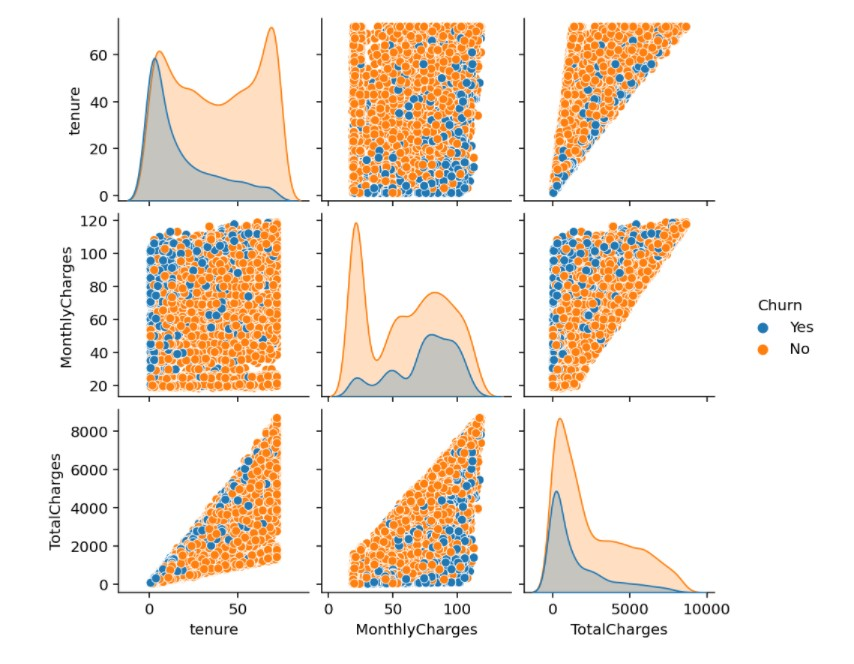 tenure
60
40
20
0
MonthlyCharges
120
100
80
60
40
20
Churn
Yes
No
TotalCharges
8000
6000
4000
2000
0
0 50
0 50 100
0 5000 10000
tenure MonthlyCharges TotalCharges